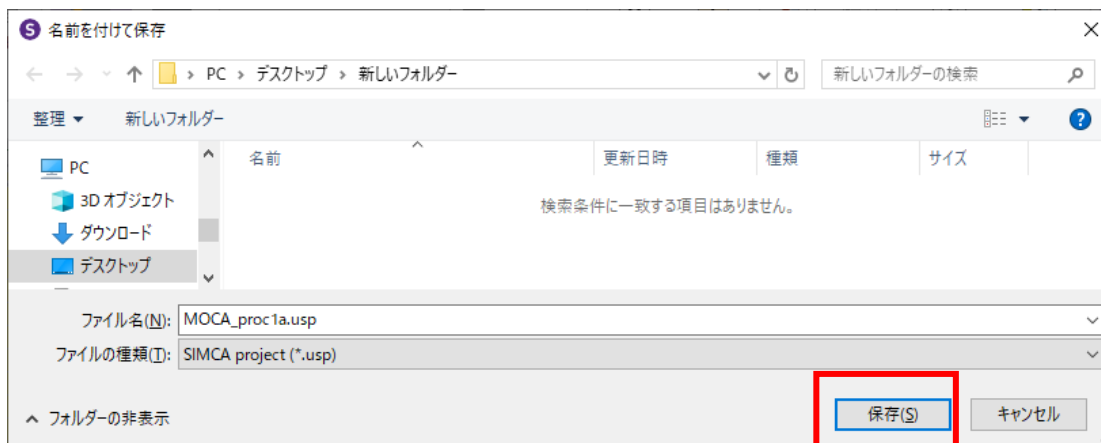 S 名前を付けて保存
PC › デスクトップ › 新しいフォルダー 新しいフォルダーの検索
整理 新しいフォルダー ?
名前 更新日時 種類 サイズ
PC
3D オブジェクト
ダウンロード
デスクトップ
検索条件に一致する項目はありません。
ファイル名(N): MOCA_proc1a.usp
ファイルの種類(T): SIMCA project (*.usp)
フォルダーの非表示 保存(S) キャンセル